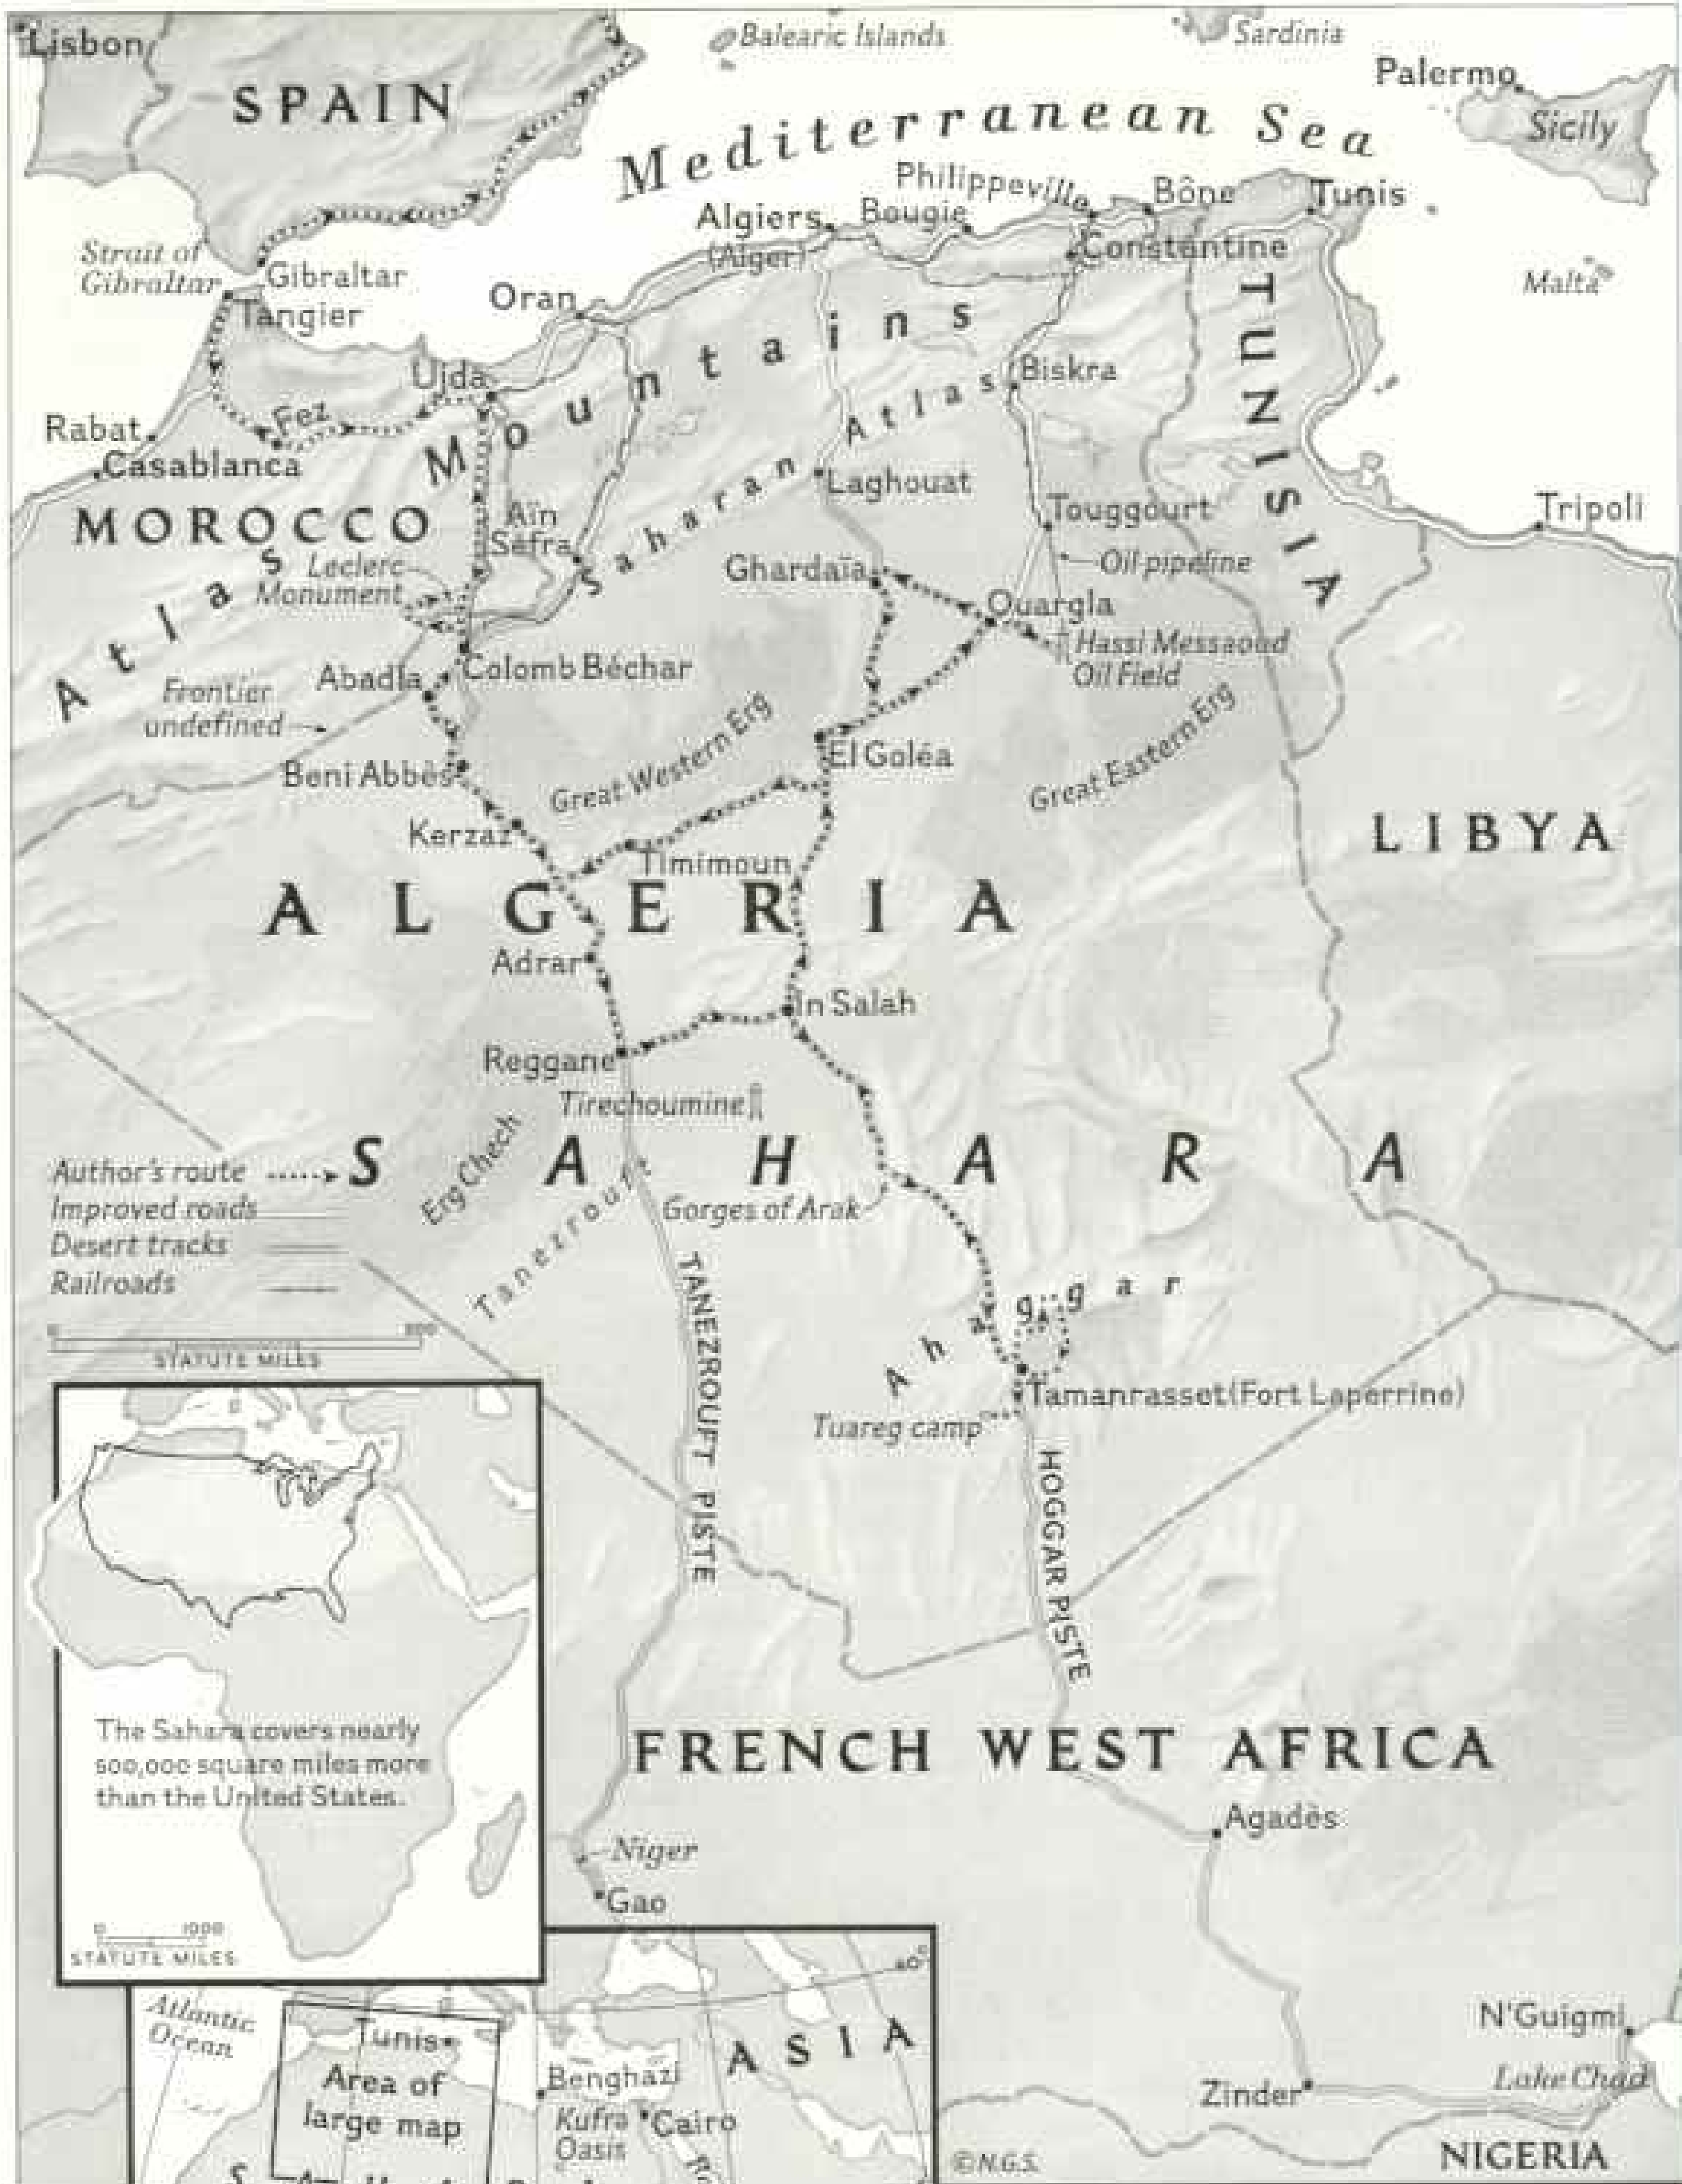 Lisbon
SPAIN
Balearic Islands
Sardinia
Palermo
Sicily
Mediterranean Sea
Philippeville
Bône
Tunis
Algiers
(Alger)
Bougie
Constantine
Strait of
Gibraltar
Gibraltar
Tangier
Oran
Malta
TUNISIA
Ujda
Biskra
Rabat
Fez
Casablanca
Atlas Mountains
Saharan Atlas
Laghouat
MOROCCO
Aïn
Sefra
Touggourt
Tripoli
Leclerc
Monument
Ghardaïa
Oil pipeline
Ouargla
Hassi Messaoud
Oil Field
Colomb Béchar
Abadla
Frontier
undefined
Great Western Erg
El Goléa
Great Eastern Erg
Beni Abbès
Kerzaz
Timimoun
LIBYA
ALGERIA
Adrar
In Salah
Reggane
Tirechoumine
Erg Chech
SAHARA
Author's route
Improved roads
Desert tracks
Railroads
Tanezrouft
Gorges of Arak
TANEZROUFT PISTE
Ahaggar
STATUTE MILES
Tamanrasset (Fort Laperrine)
Tuareg camp
HOGGAR PISTE
The Sahara covers nearly
500,000 square miles more
than the United States.
0 1000
STATUTE MILES
FRENCH WEST AFRICA
Agadès
Niger
Gao
Atlantic
Ocean
Tunis
Area of
large map
Benghazi
Kufra
Oasis
Cairo
ASIA
40°
N'Guigmi
Lake Chad
Zinder
NIGERIA
©N.G.S.